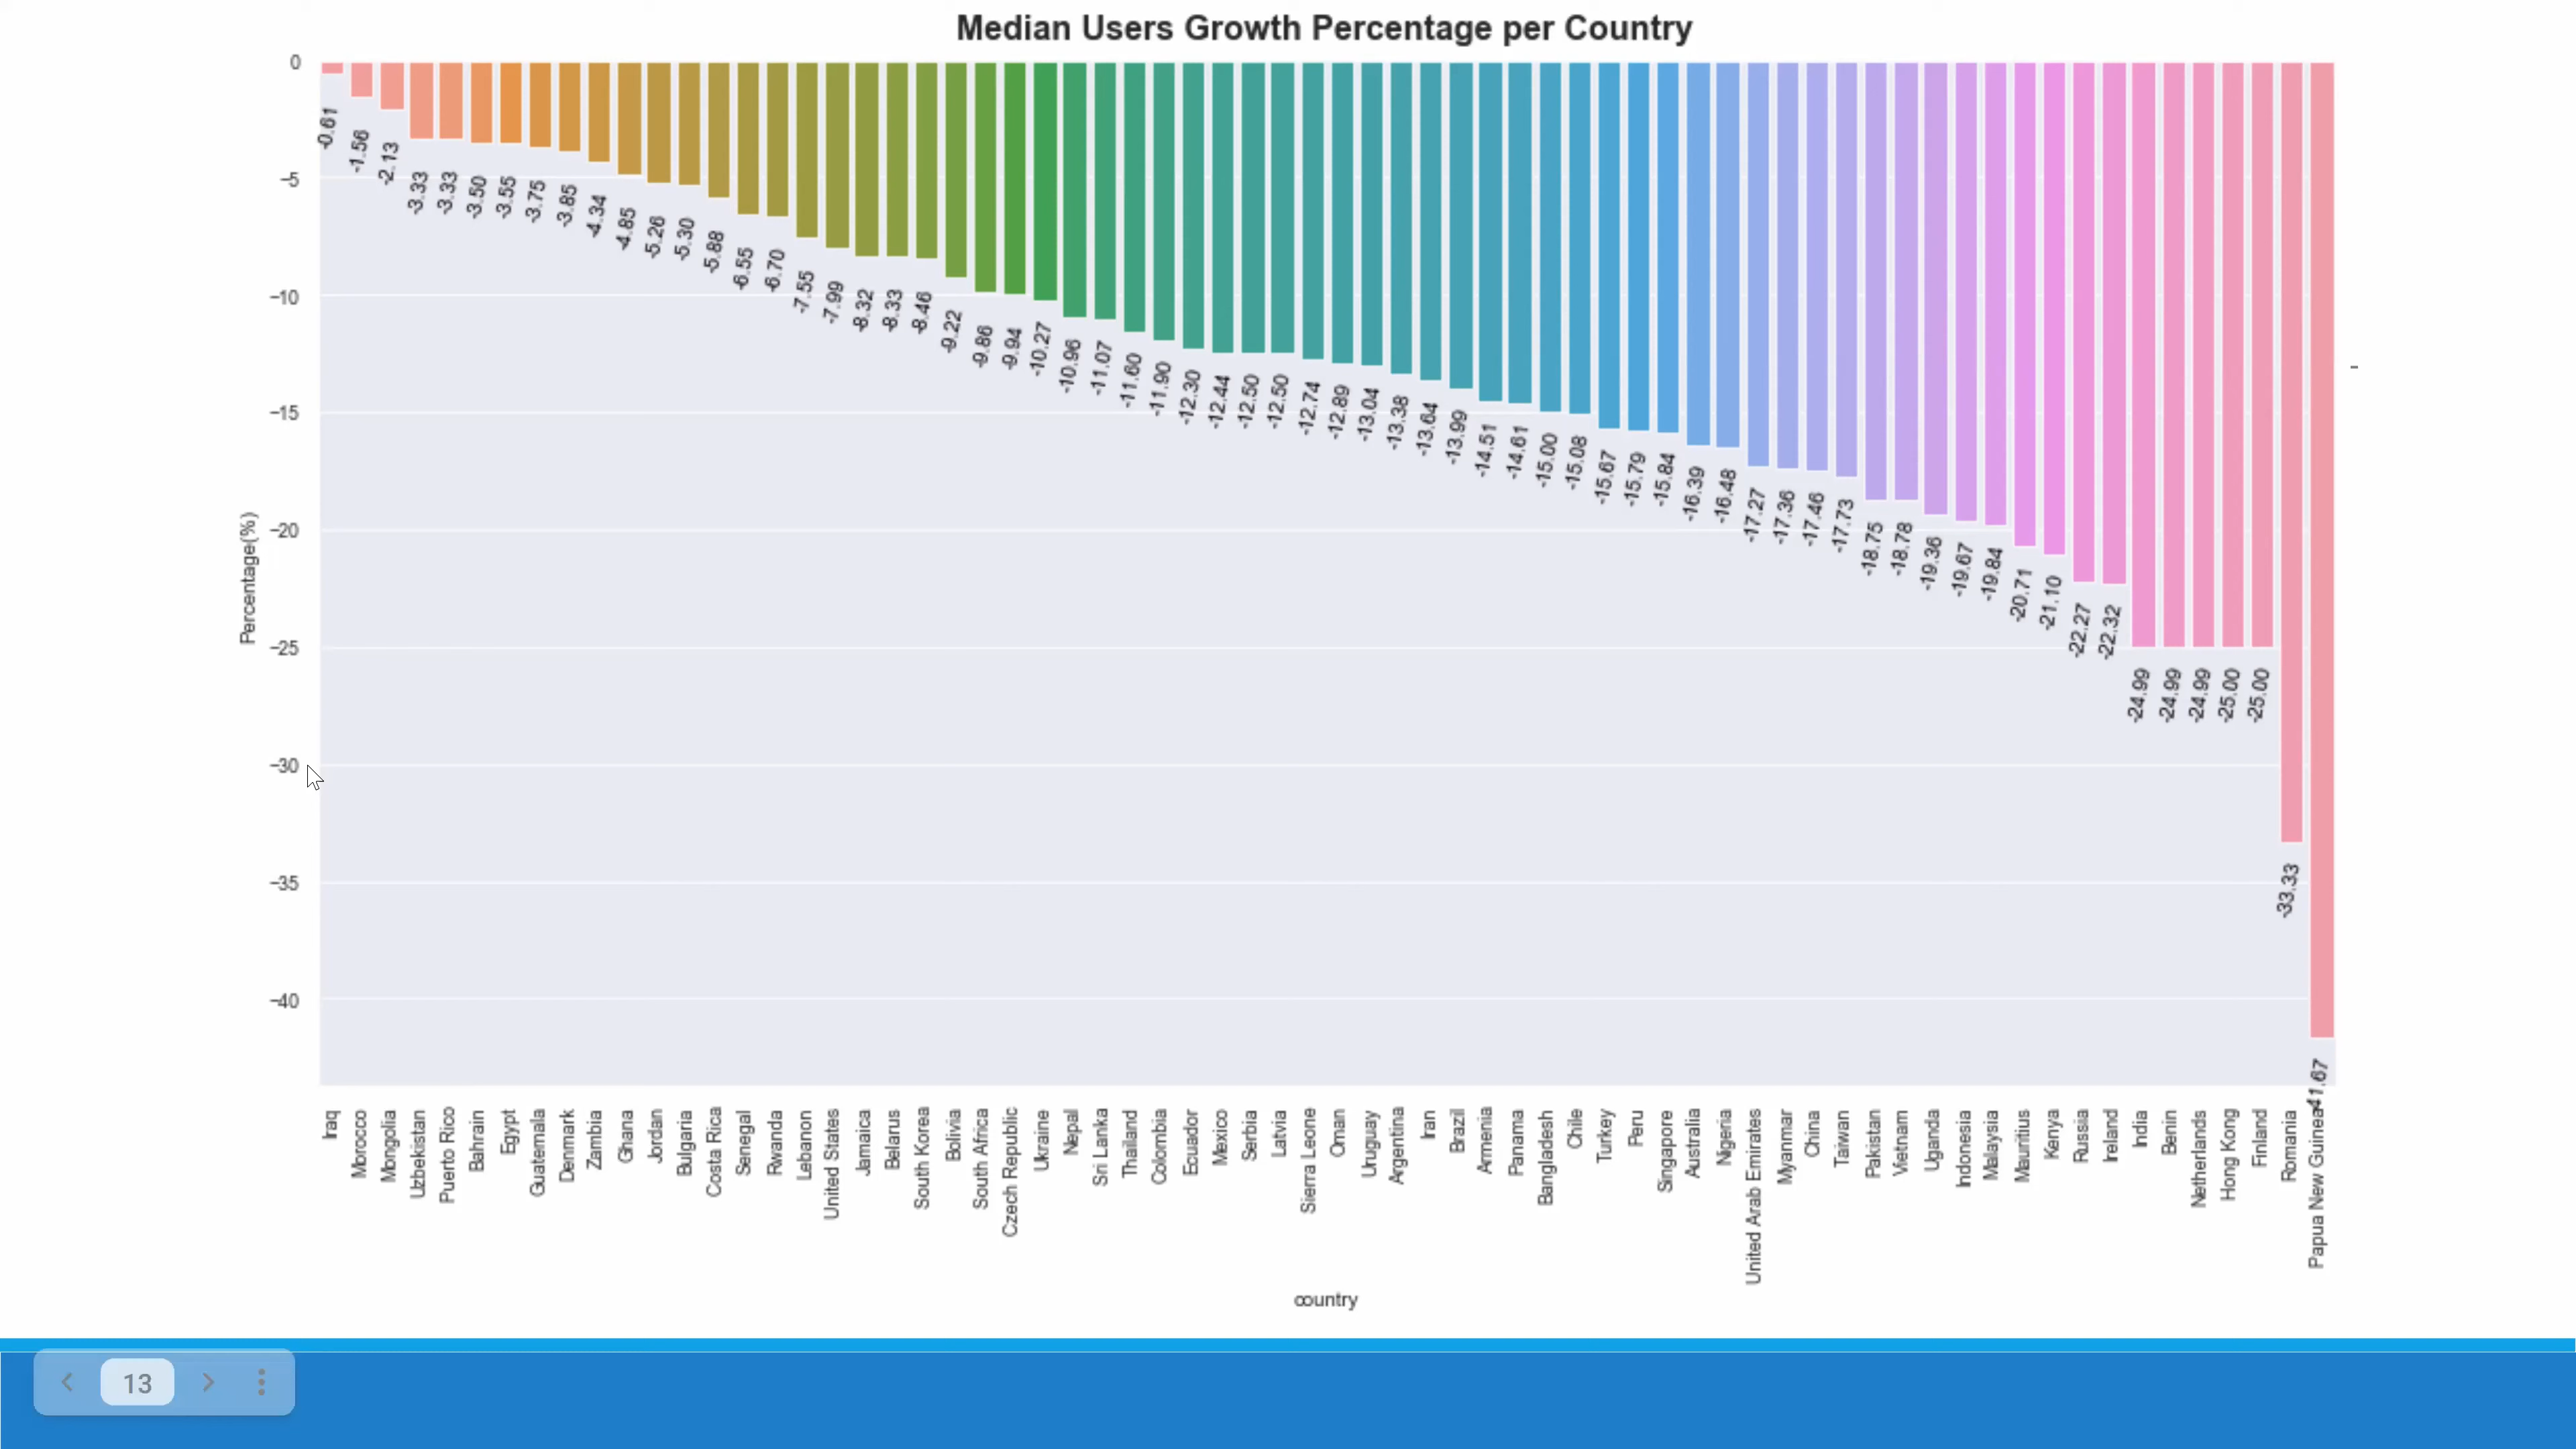 Median Users Growth Percentage per Country
0
−5
−10
−15
−20
−25
−30
−35
−40
Percentage(%)
-0.61
-1.56
-2.13
-3.33
-3.33
-3.50
-3.55
-3.75
-3.85
-4.34
-4.85
-5.26
-5.30
-5.88
-6.55
-6.70
-7.55
-7.99
-8.32
-8.33
-8.46
-9.22
-9.86
-9.94
-10.27
-10.96
-11.07
-11.60
-11.90
-12.30
-12.44
-12.50
-12.50
-12.74
-12.89
-13.04
-13.38
-13.64
-13.99
-14.51
-14.61
-15.00
-15.08
-15.67
-15.79
-15.84
-16.39
-16.48
-17.27
-17.36
-17.46
-17.73
-18.75
-18.78
-19.36
-19.67
-19.84
-20.71
-21.10
-22.27
-22.32
-24.99
-24.99
-24.99
-25.00
-25.00
-33.33
-41.67
Iraq
Morocco
Mongolia
Uzbekistan
Puerto Rico
Bahrain
Egypt
Guatemala
Denmark
Zambia
Ghana
Jordan
Bulgaria
Costa Rica
Senegal
Rwanda
Lebanon
United States
Jamaica
Belarus
South Korea
Bolivia
South Africa
Czech Republic
Ukraine
Nepal
Sri Lanka
Thailand
Colombia
Ecuador
Mexico
Serbia
Latvia
Sierra Leone
Oman
Uruguay
Argentina
Iran
Brazil
Armenia
Panama
Bangladesh
Chile
Turkey
Peru
Singapore
Australia
Nigeria
United Arab Emirates
Myanmar
China
Taiwan
Pakistan
Vietnam
Uganda
Indonesia
Malaysia
Mauritius
Kenya
Russia
Ireland
India
Benin
Netherlands
Hong Kong
Finland
Romania
Papua New Guinea
country
13